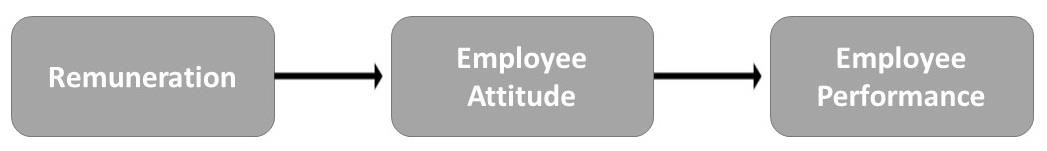 Remuneration
Employee
Attitude
Employee
Performance